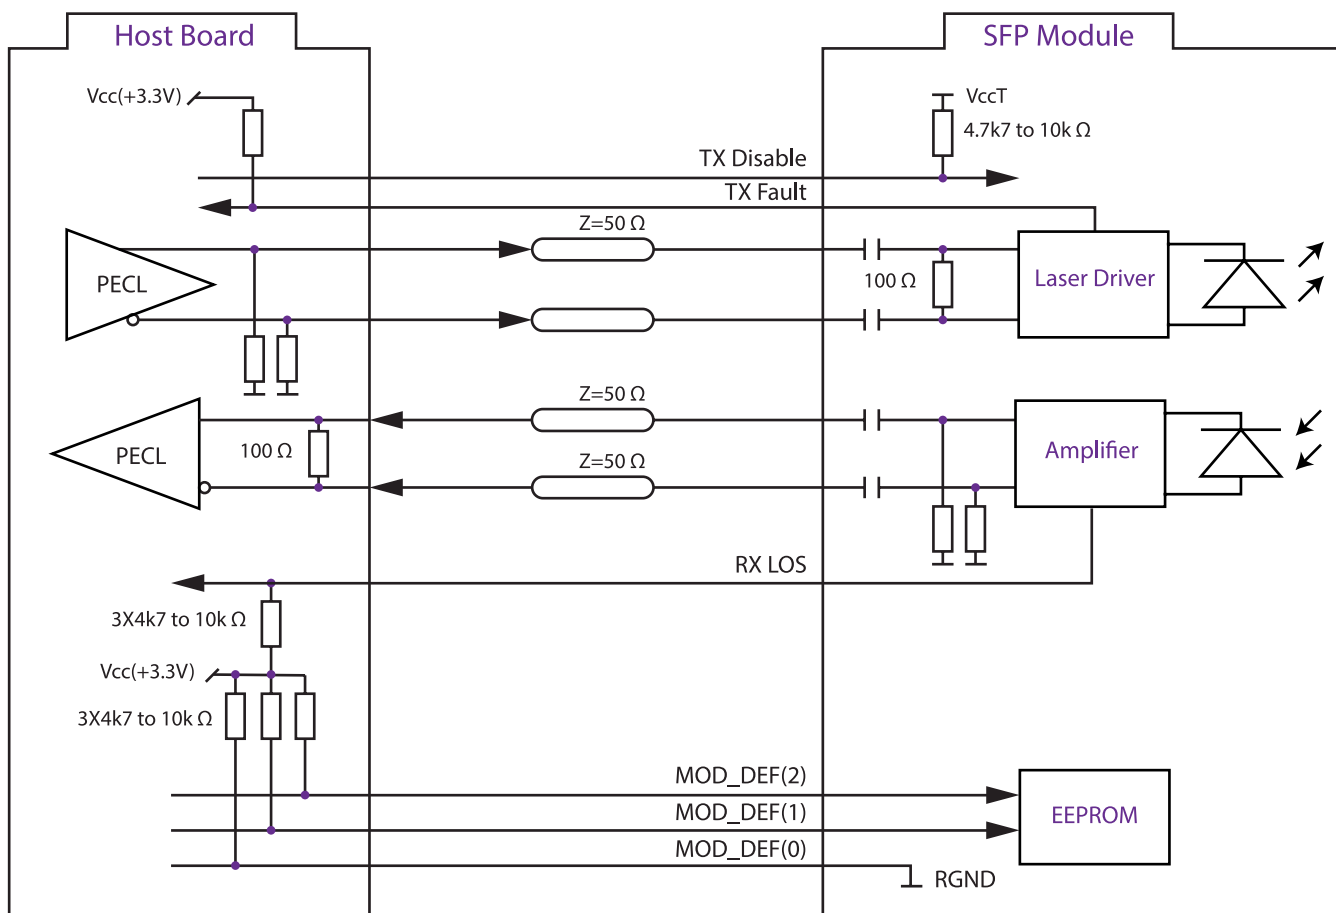 Host Board
SFP Module
Vcc(+3.3V)
VccT
4.7k7 to 10k Ω
TX Disable
TX Fault
Z=50 Ω
PECL
100 Ω
Laser Driver
Z=50 Ω
PECL
100 Ω
Z=50 Ω
Amplifier
RX LOS
3X4k7 to 10k Ω
Vcc(+3.3V)
3X4k7 to 10k Ω
MOD_DEF(2)
MOD_DEF(1)
EEPROM
MOD_DEF(0)
RGND